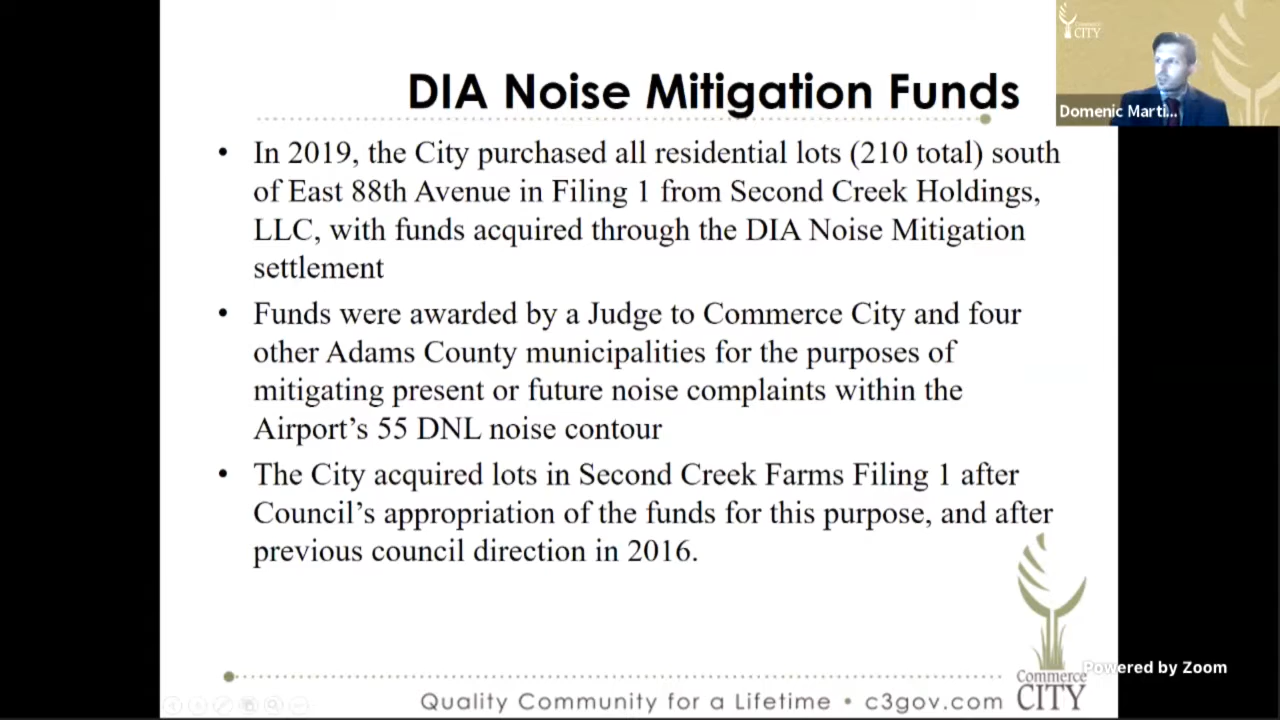 DIA Noise Mitigation Funds
• In 2019, the City purchased all residential lots (210 total) south
of East 88th Avenue in Filing 1 from Second Creek Holdings,
LLC, with funds acquired through the DIA Noise Mitigation
settlement
• Funds were awarded by a Judge to Commerce City and four
other Adams County municipalities for the purposes of
mitigating present or future noise complaints within the
Airport’s 55 DNL noise contour
• The City acquired lots in Second Creek Farms Filing 1 after
Council’s appropriation of the funds for this purpose, and after
previous council direction in 2016.
Quality Community for a Lifetime • c3gov.com
Commerce
CITY
Commerce
CITY
Domenic Marti...
Powered by Zoom